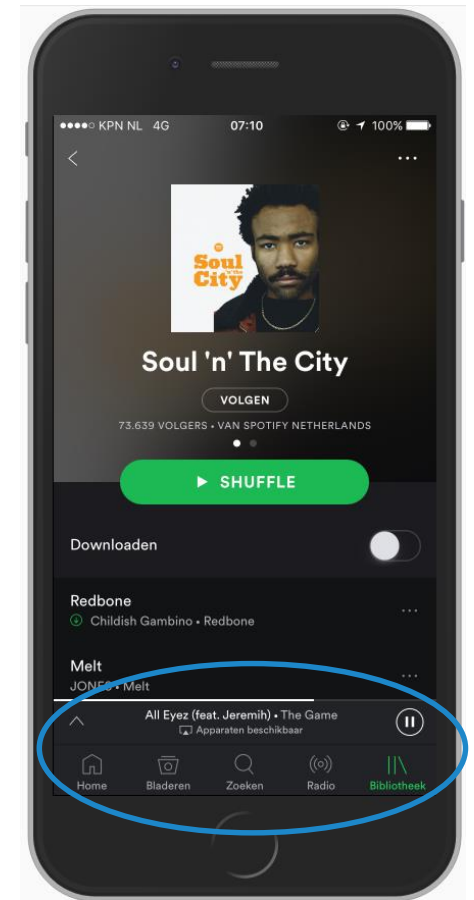 KPN NL 4G 07:10 100%
Soul
'n' The
City
Soul 'n' The City
VOLGEN
73.639 VOLGERS • VAN SPOTIFY NETHERLANDS
SHUFFLE
Downloaden
Redbone
Childish Gambino • Redbone
Melt
JONES • Melt
All Eyez (feat. Jeremih) • The Game
Apparaten beschikbaar
Home Bladeren Zoeken Radio Bibliotheek